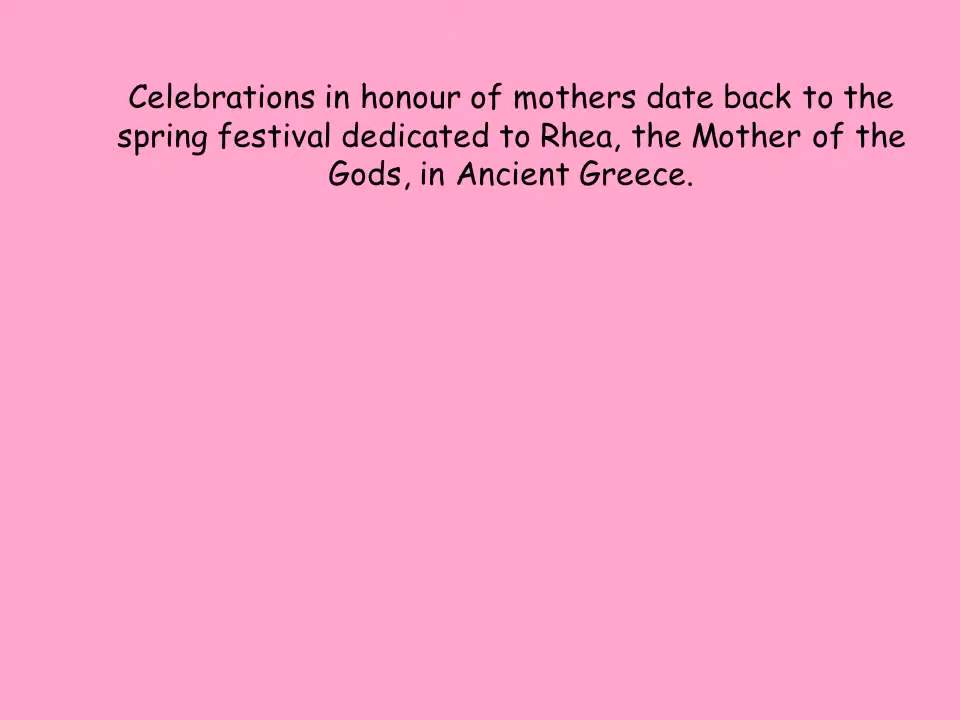 Celebrations in honour of mothers date back to the
spring festival dedicated to Rhea, the Mother of the
Gods, in Ancient Greece.